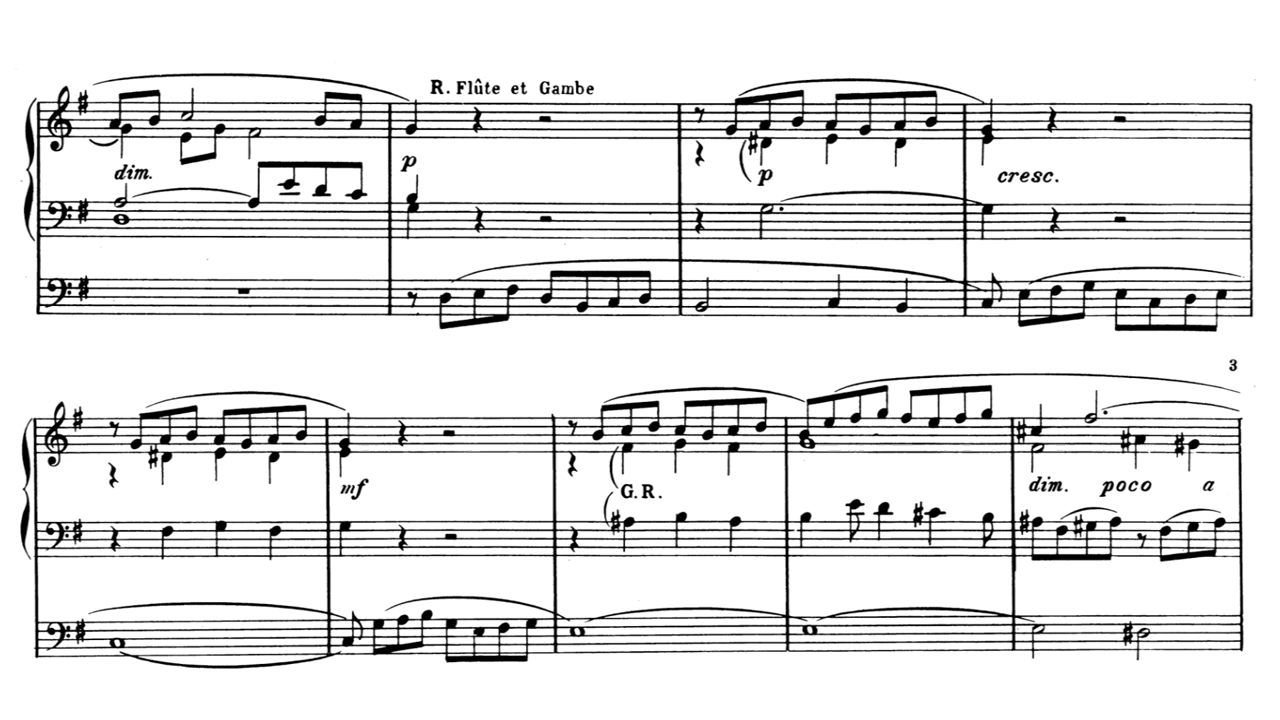 R. Flûte et Gambe
dim.
p
p
cresc.
3
mf
G.R.
dim. poco a